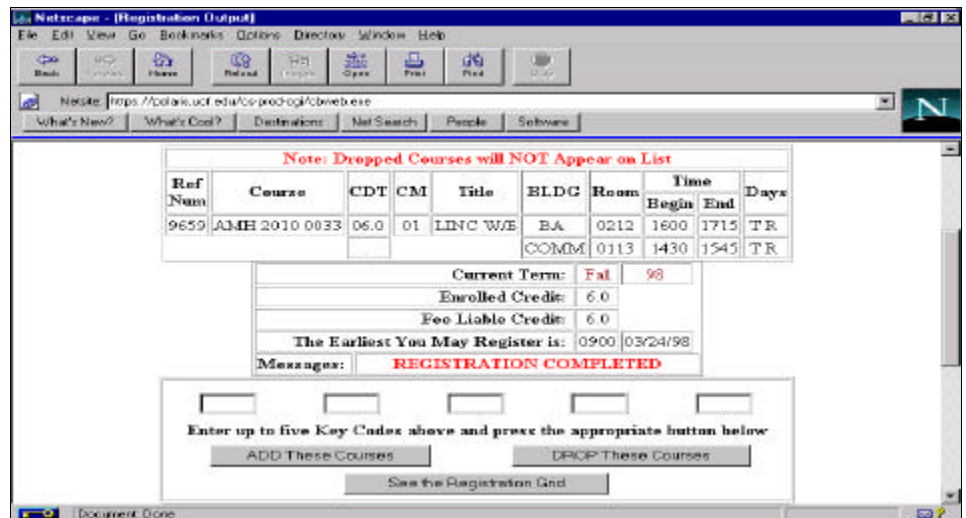 Netscape - [Registration Output]
File Edit View Go Bookmarks Options Directory Window Help
Back Home Reload Open Print Find
Netsite: https://polaris.ucf.edu/cs-prod-cgi/cbweb.exe
What's New? What's Cool? Destinations Net Search People Software
Note: Dropped Courses will NOT Appear on List
Ref Num Course CDT CM Title BLDG Room Time Begin End Days
9659 AMH 2010 0033 06.0 01 LINC W/E BA 0212 1600 1715 T R
COMM 0113 1430 1545 T R
Current Term: Fal 98
Enrolled Credit: 6.0
Fee Liable Credit: 6.0
The Earliest You May Register is: 0900 03/24/98
Messages: REGISTRATION COMPLETED
Enter up to five Key Codes above and press the appropriate button below
ADD These Courses DROP These Courses
See the Registration Grid
Document: Done